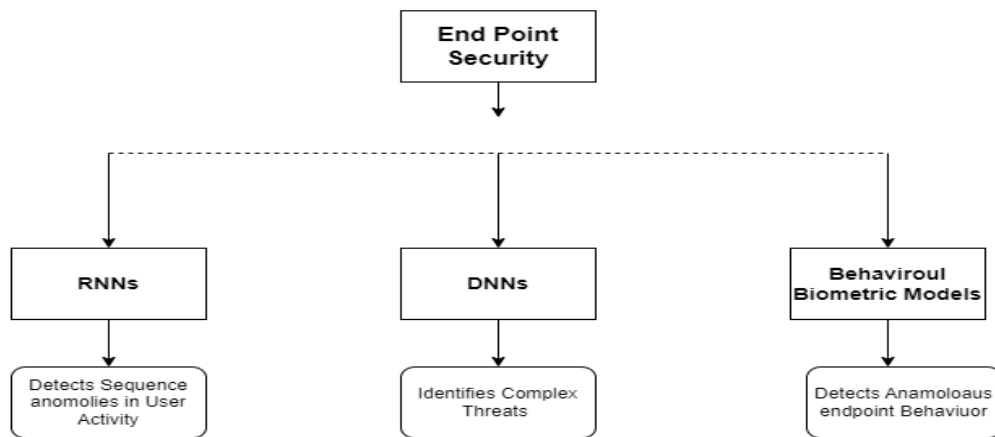 End Point
Security
RNNs
DNNs
Behaviroul
Biometric Models
Detects Sequence
anomolies in User
Activity
Identifies Complex
Threats
Detects Anamoloaus
endpoint Behaviuor